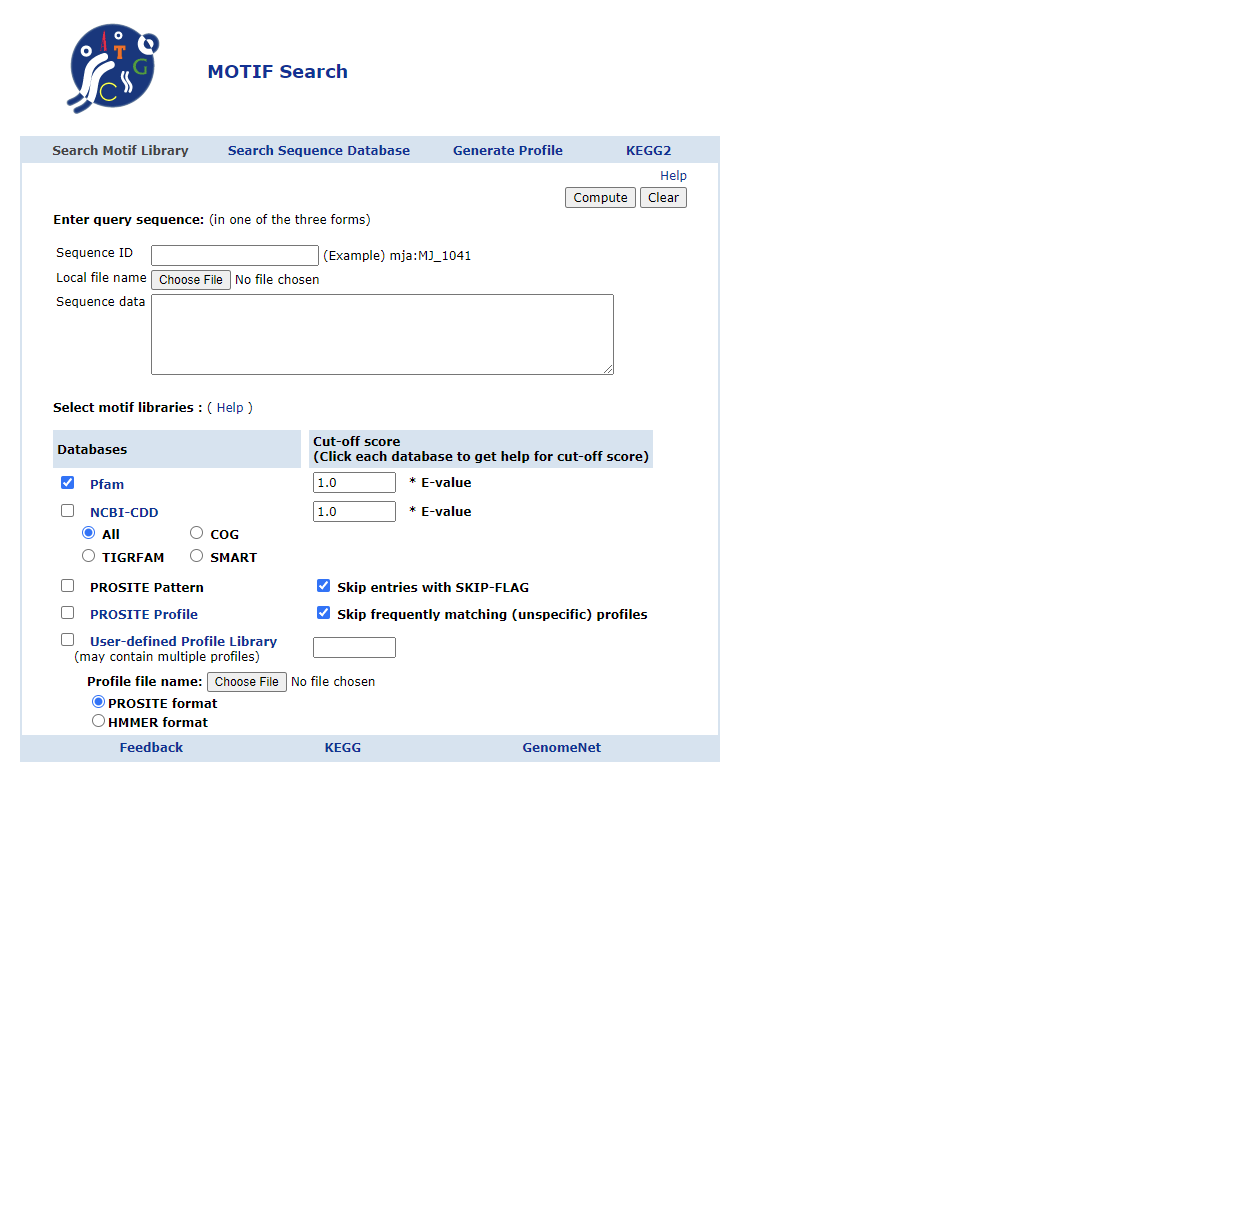 A T G C
MOTIF Search
Search Motif Library Search Sequence Database Generate Profile KEGG2
Help
Compute Clear
Enter query sequence: (in one of the three forms)
Sequence ID (Example) mja:MJ_1041
Local file name Choose File No file chosen
Sequence data
Select motif libraries : ( Help )
Databases
Cut-off score
(Click each database to get help for cut-off score)
Pfam 1.0 * E-value
NCBI-CDD 1.0 * E-value
All COG
TIGRFAM SMART
PROSITE Pattern Skip entries with SKIP-FLAG
PROSITE Profile Skip frequently matching (unspecific) profiles
User-defined Profile Library
(may contain multiple profiles)
Profile file name: Choose File No file chosen
PROSITE format
HMMER format
Feedback KEGG GenomeNet